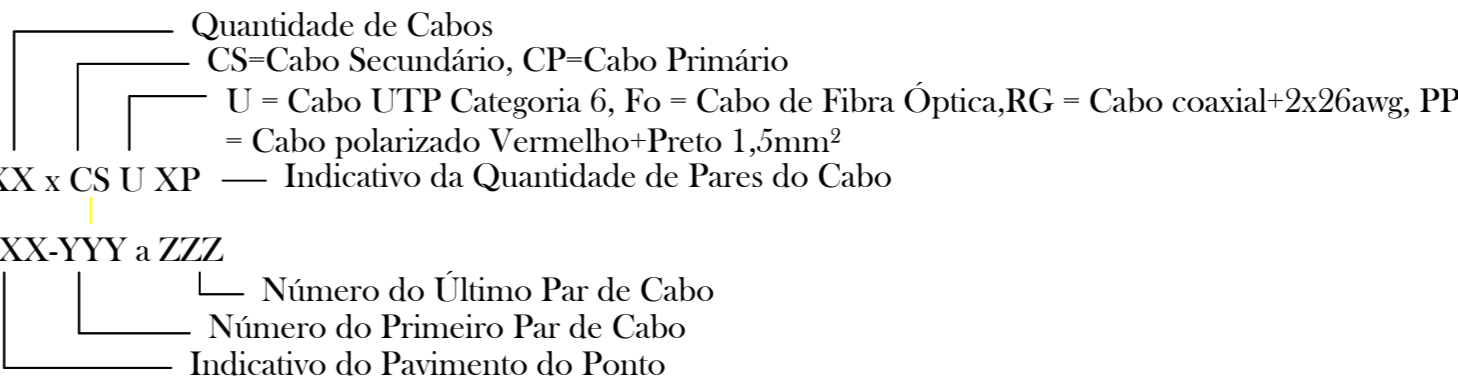 Quantidade de Cabos
CS=Cabo Secundário, CP=Cabo Primário
U = Cabo UTP Categoria 6, Fo = Cabo de Fibra Óptica,RG = Cabo coaxial+2x26awg, PP
= Cabo polarizado Vermelho+Preto 1,5mm²
XX x CS U XP Indicativo da Quantidade de Pares do Cabo
XX-YYY a ZZZ
Número do Último Par de Cabo
Número do Primeiro Par de Cabo
Indicativo do Pavimento do Ponto